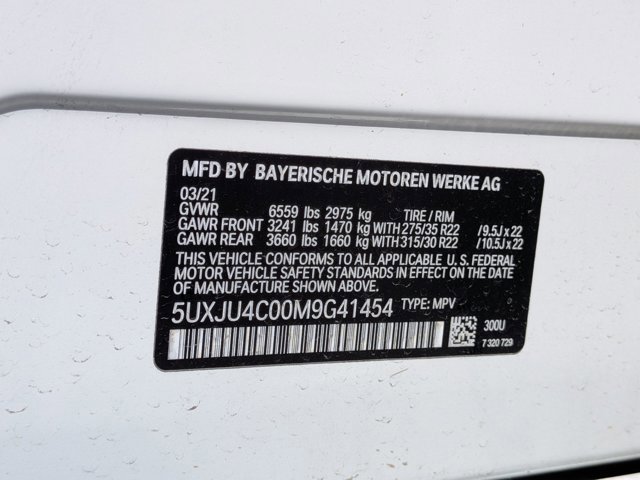 MFD BY BAYERISCHE MOTOREN WERKE AG
03/21
GVWR 6559 lbs 2975 kg TIRE / RIM
GAWR FRONT 3241 lbs 1470 kg WITH 275/35 R22 /9.5J x 22
GAWR REAR 3660 lbs 1660 kg WITH 315/30 R22 /10.5J x 22
THIS VEHICLE CONFORMS TO ALL APPLICABLE U.S. FEDERAL
MOTOR VEHICLE SAFETY STANDARDS IN EFFECT ON THE DATE
OF MANUFACTURE SHOWN ABOVE.
5UXJU4C00M9G41454 TYPE: MPV
300U
7 320 729